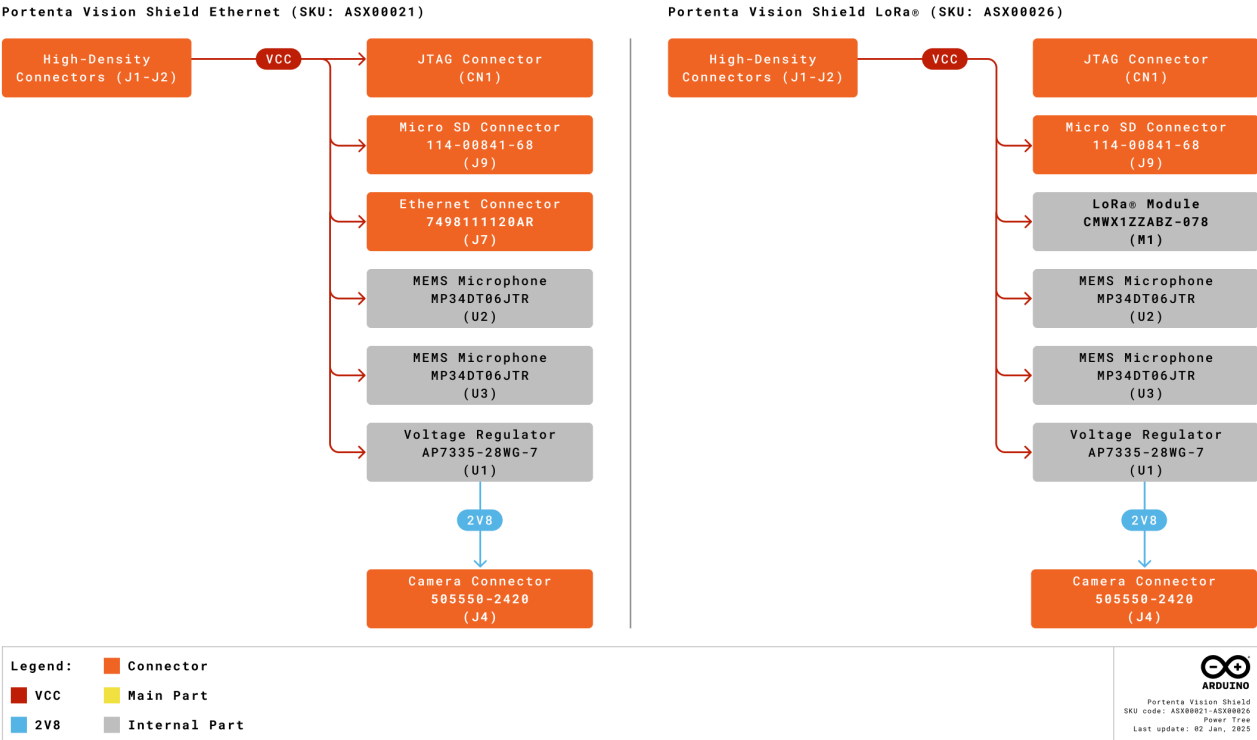 Portenta Vision Shield Ethernet (SKU: ASX00021)
High-Density
Connectors (J1-J2)
VCC
JTAG Connector
(CN1)
Micro SD Connector
114-00841-68
(J9)
Ethernet Connector
7498111120AR
(J7)
MEMS Microphone
MP34DT06JTR
(U2)
MEMS Microphone
MP34DT06JTR
(U3)
Voltage Regulator
AP7335-28WG-7
(U1)
2V8
Camera Connector
505550-2420
(J4)
Portenta Vision Shield LoRa® (SKU: ASX00026)
High-Density
Connectors (J1-J2)
VCC
JTAG Connector
(CN1)
Micro SD Connector
114-00841-68
(J9)
LoRa® Module
CMWX1ZZABZ-078
(M1)
MEMS Microphone
MP34DT06JTR
(U2)
MEMS Microphone
MP34DT06JTR
(U3)
Voltage Regulator
AP7335-28WG-7
(U1)
2V8
Camera Connector
505550-2420
(J4)
Legend:
Connector
VCC
Main Part
2V8
Internal Part
ARDUINO
Portenta Vision Shield
SKU code: ASX00021-ASX00026
Power Tree
Last update: 02 Jan, 2025